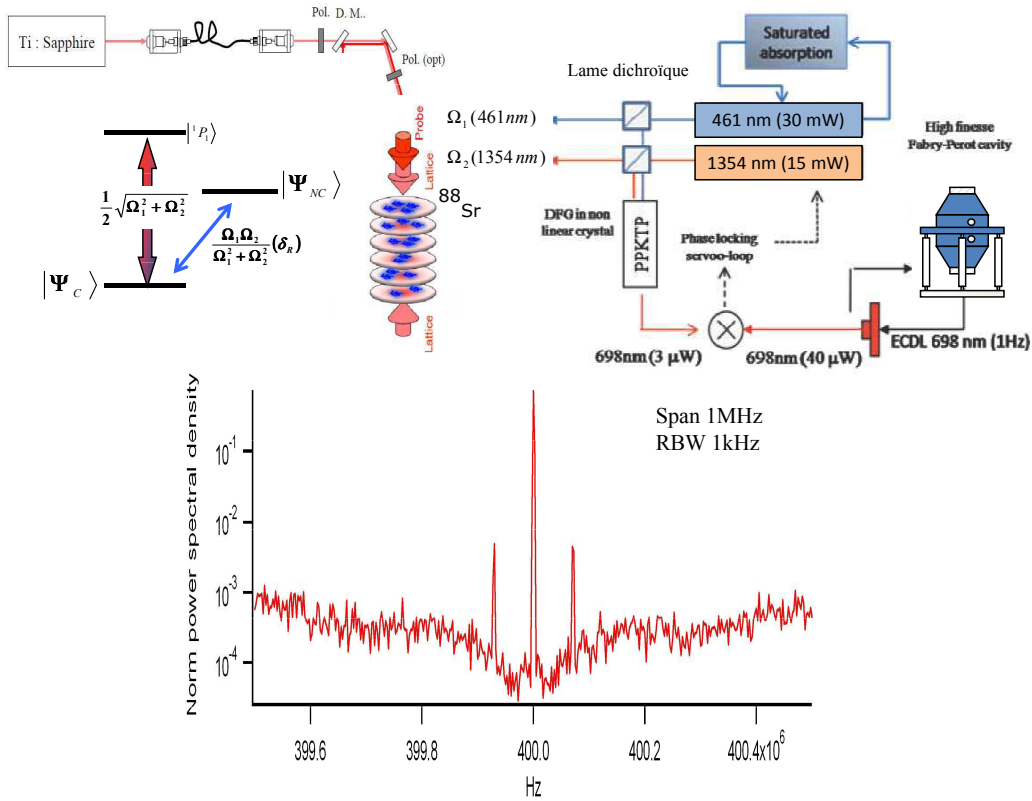 Ti : Sapphire
Pol.
D. M..
Pol. (opt)
Probe
Lattice
Lattice
⁸⁸Sr
|¹P₁⟩
|Ψ_NC⟩
|Ψ_C⟩
½√(Ω₁² + Ω₂²)
Ω₁Ω₂/(Ω₁² + Ω₂²) (δ_R)
Saturated
absorption
Lame dichroïque
Ω₁ (461nm)
Ω₂ (1354nm)
461 nm (30 mW)
1354 nm (15 mW)
High finesse
Fabry-Perot cavity
DFG in non
linear crystal
PPKTP
Phase locking
servoo-loop
698nm (3 µW)
698nm (40 µW)
ECDL 698 nm (1Hz)
Span 1MHz
RBW 1kHz
Norm power spectral density
10⁻¹
10⁻²
10⁻³
10⁻⁴
399.6
399.8
400.0
400.2
400.4x10⁶
Hz